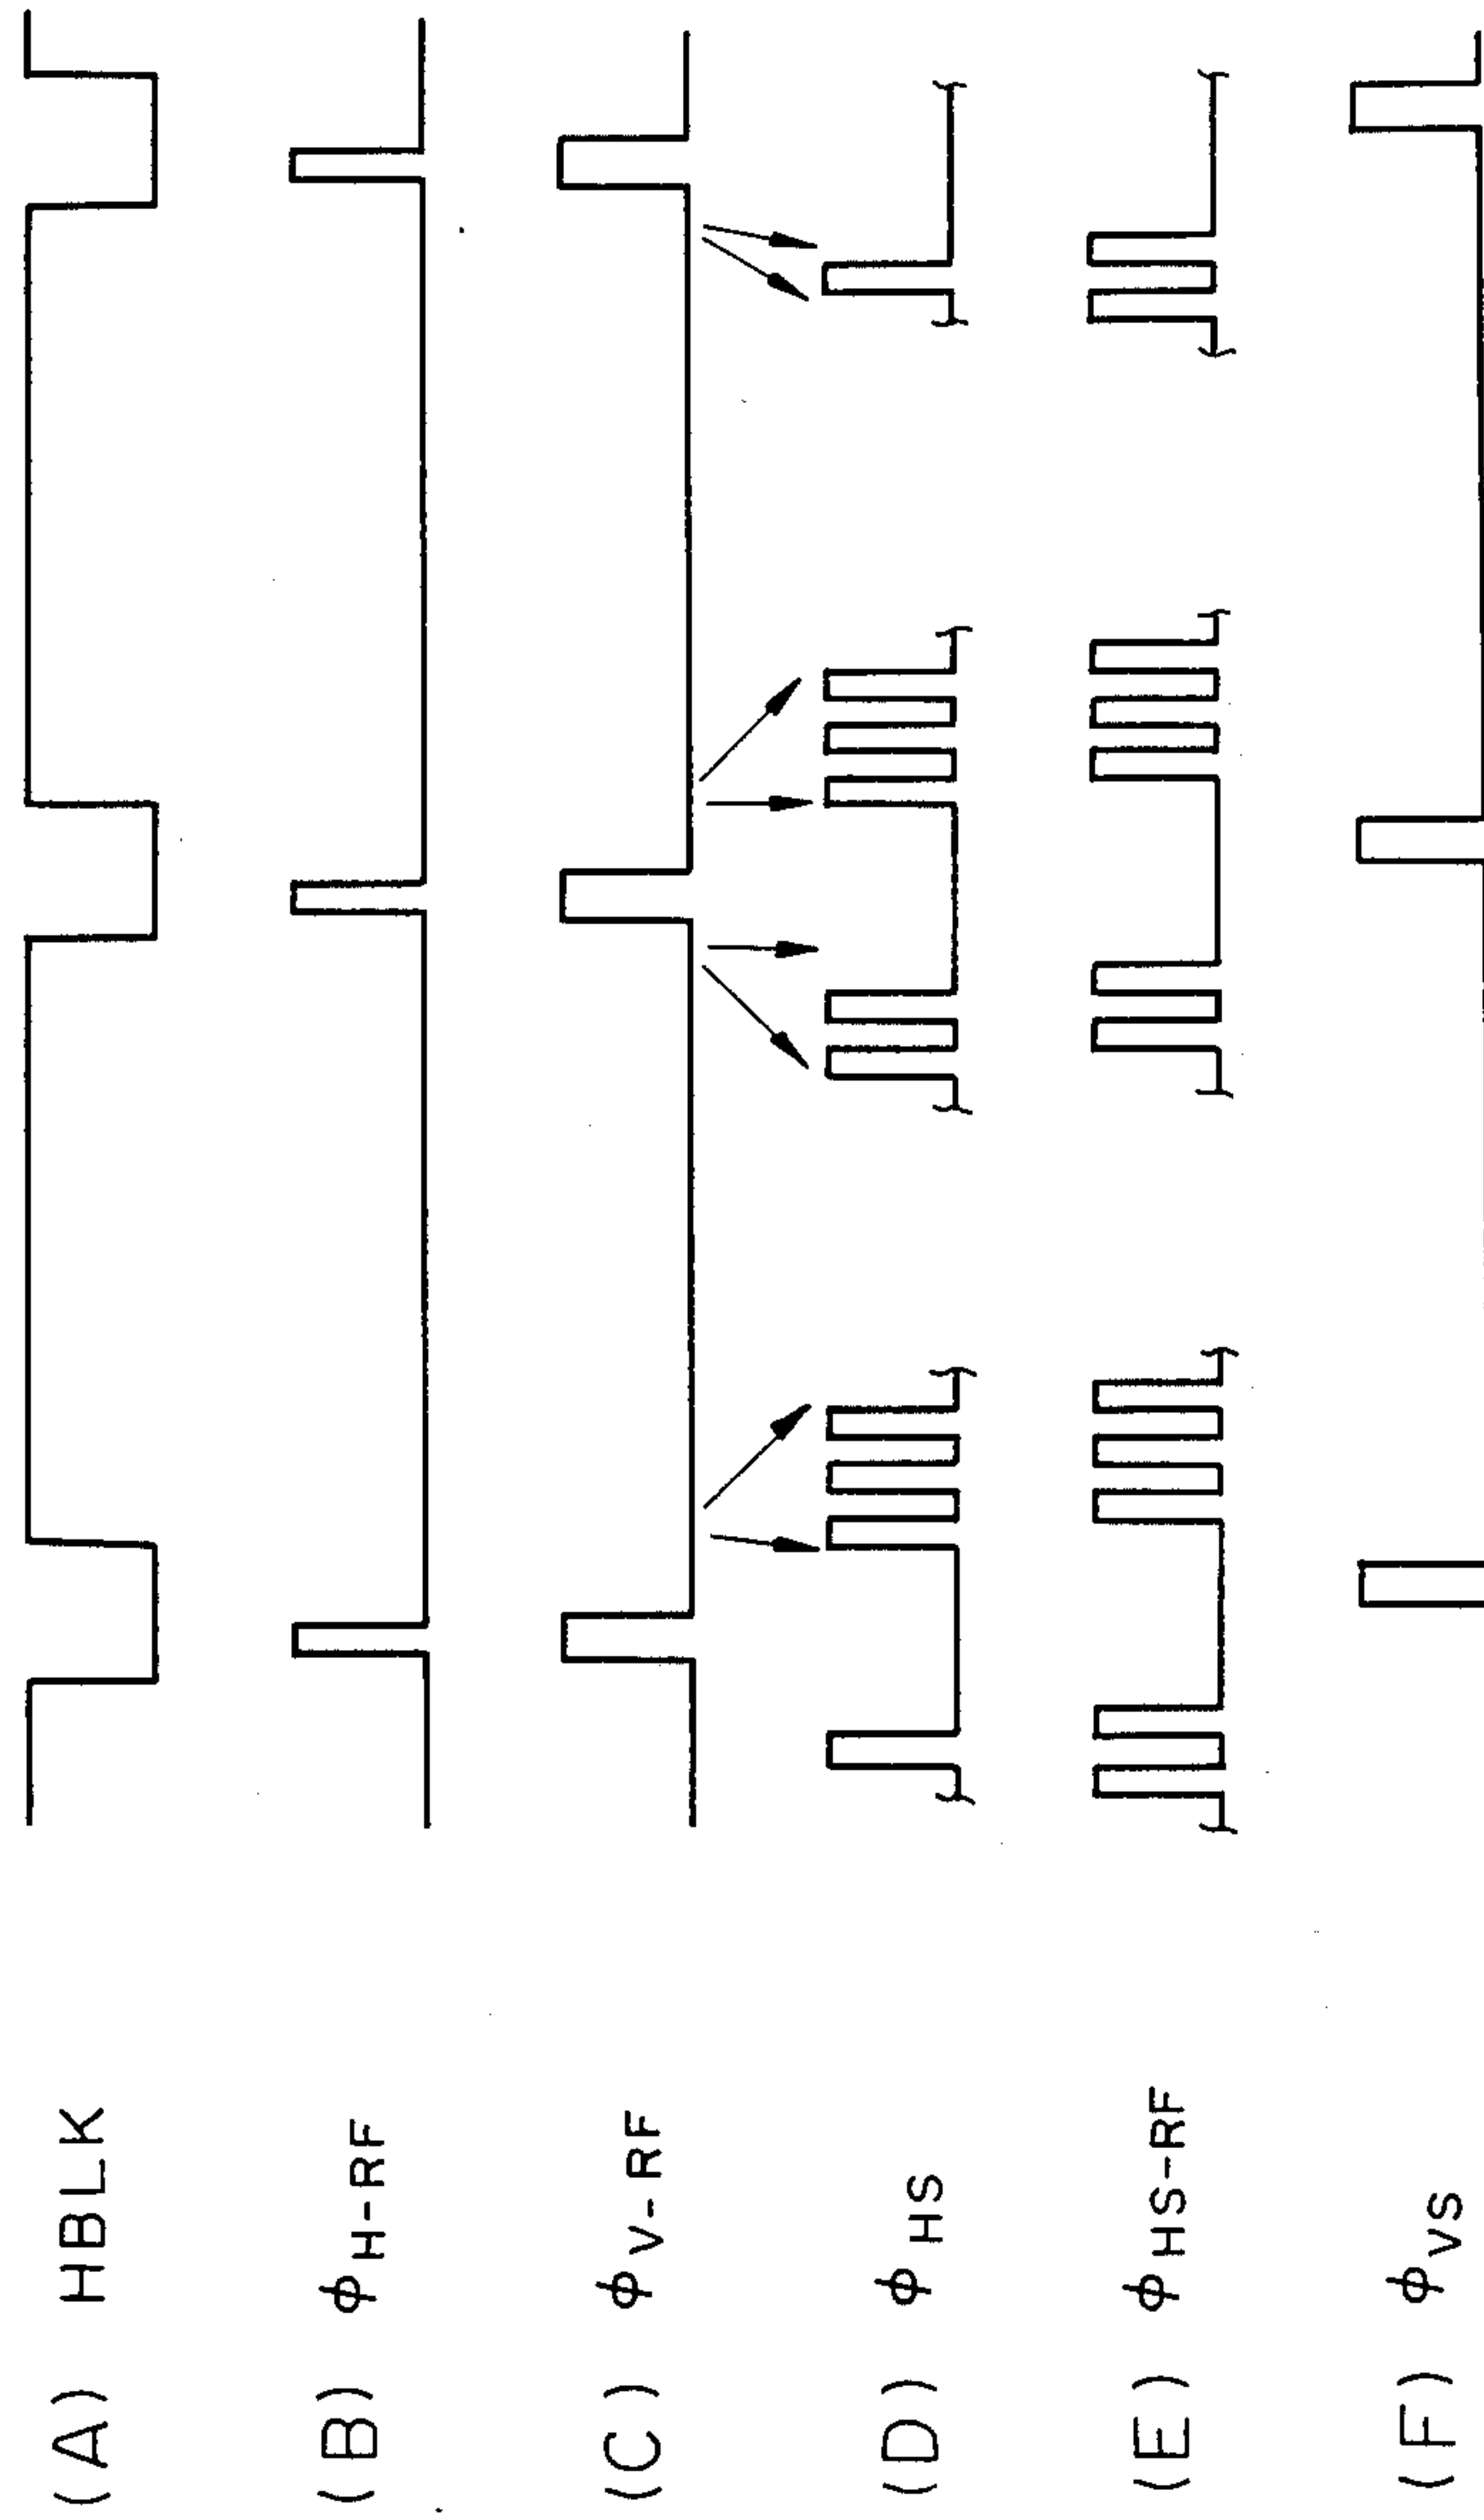 (A) HBLK
(B) ϕH-RF
(C) ϕV-RF
(D) ϕHS
(E) ϕHS-RF
(F) ϕVS